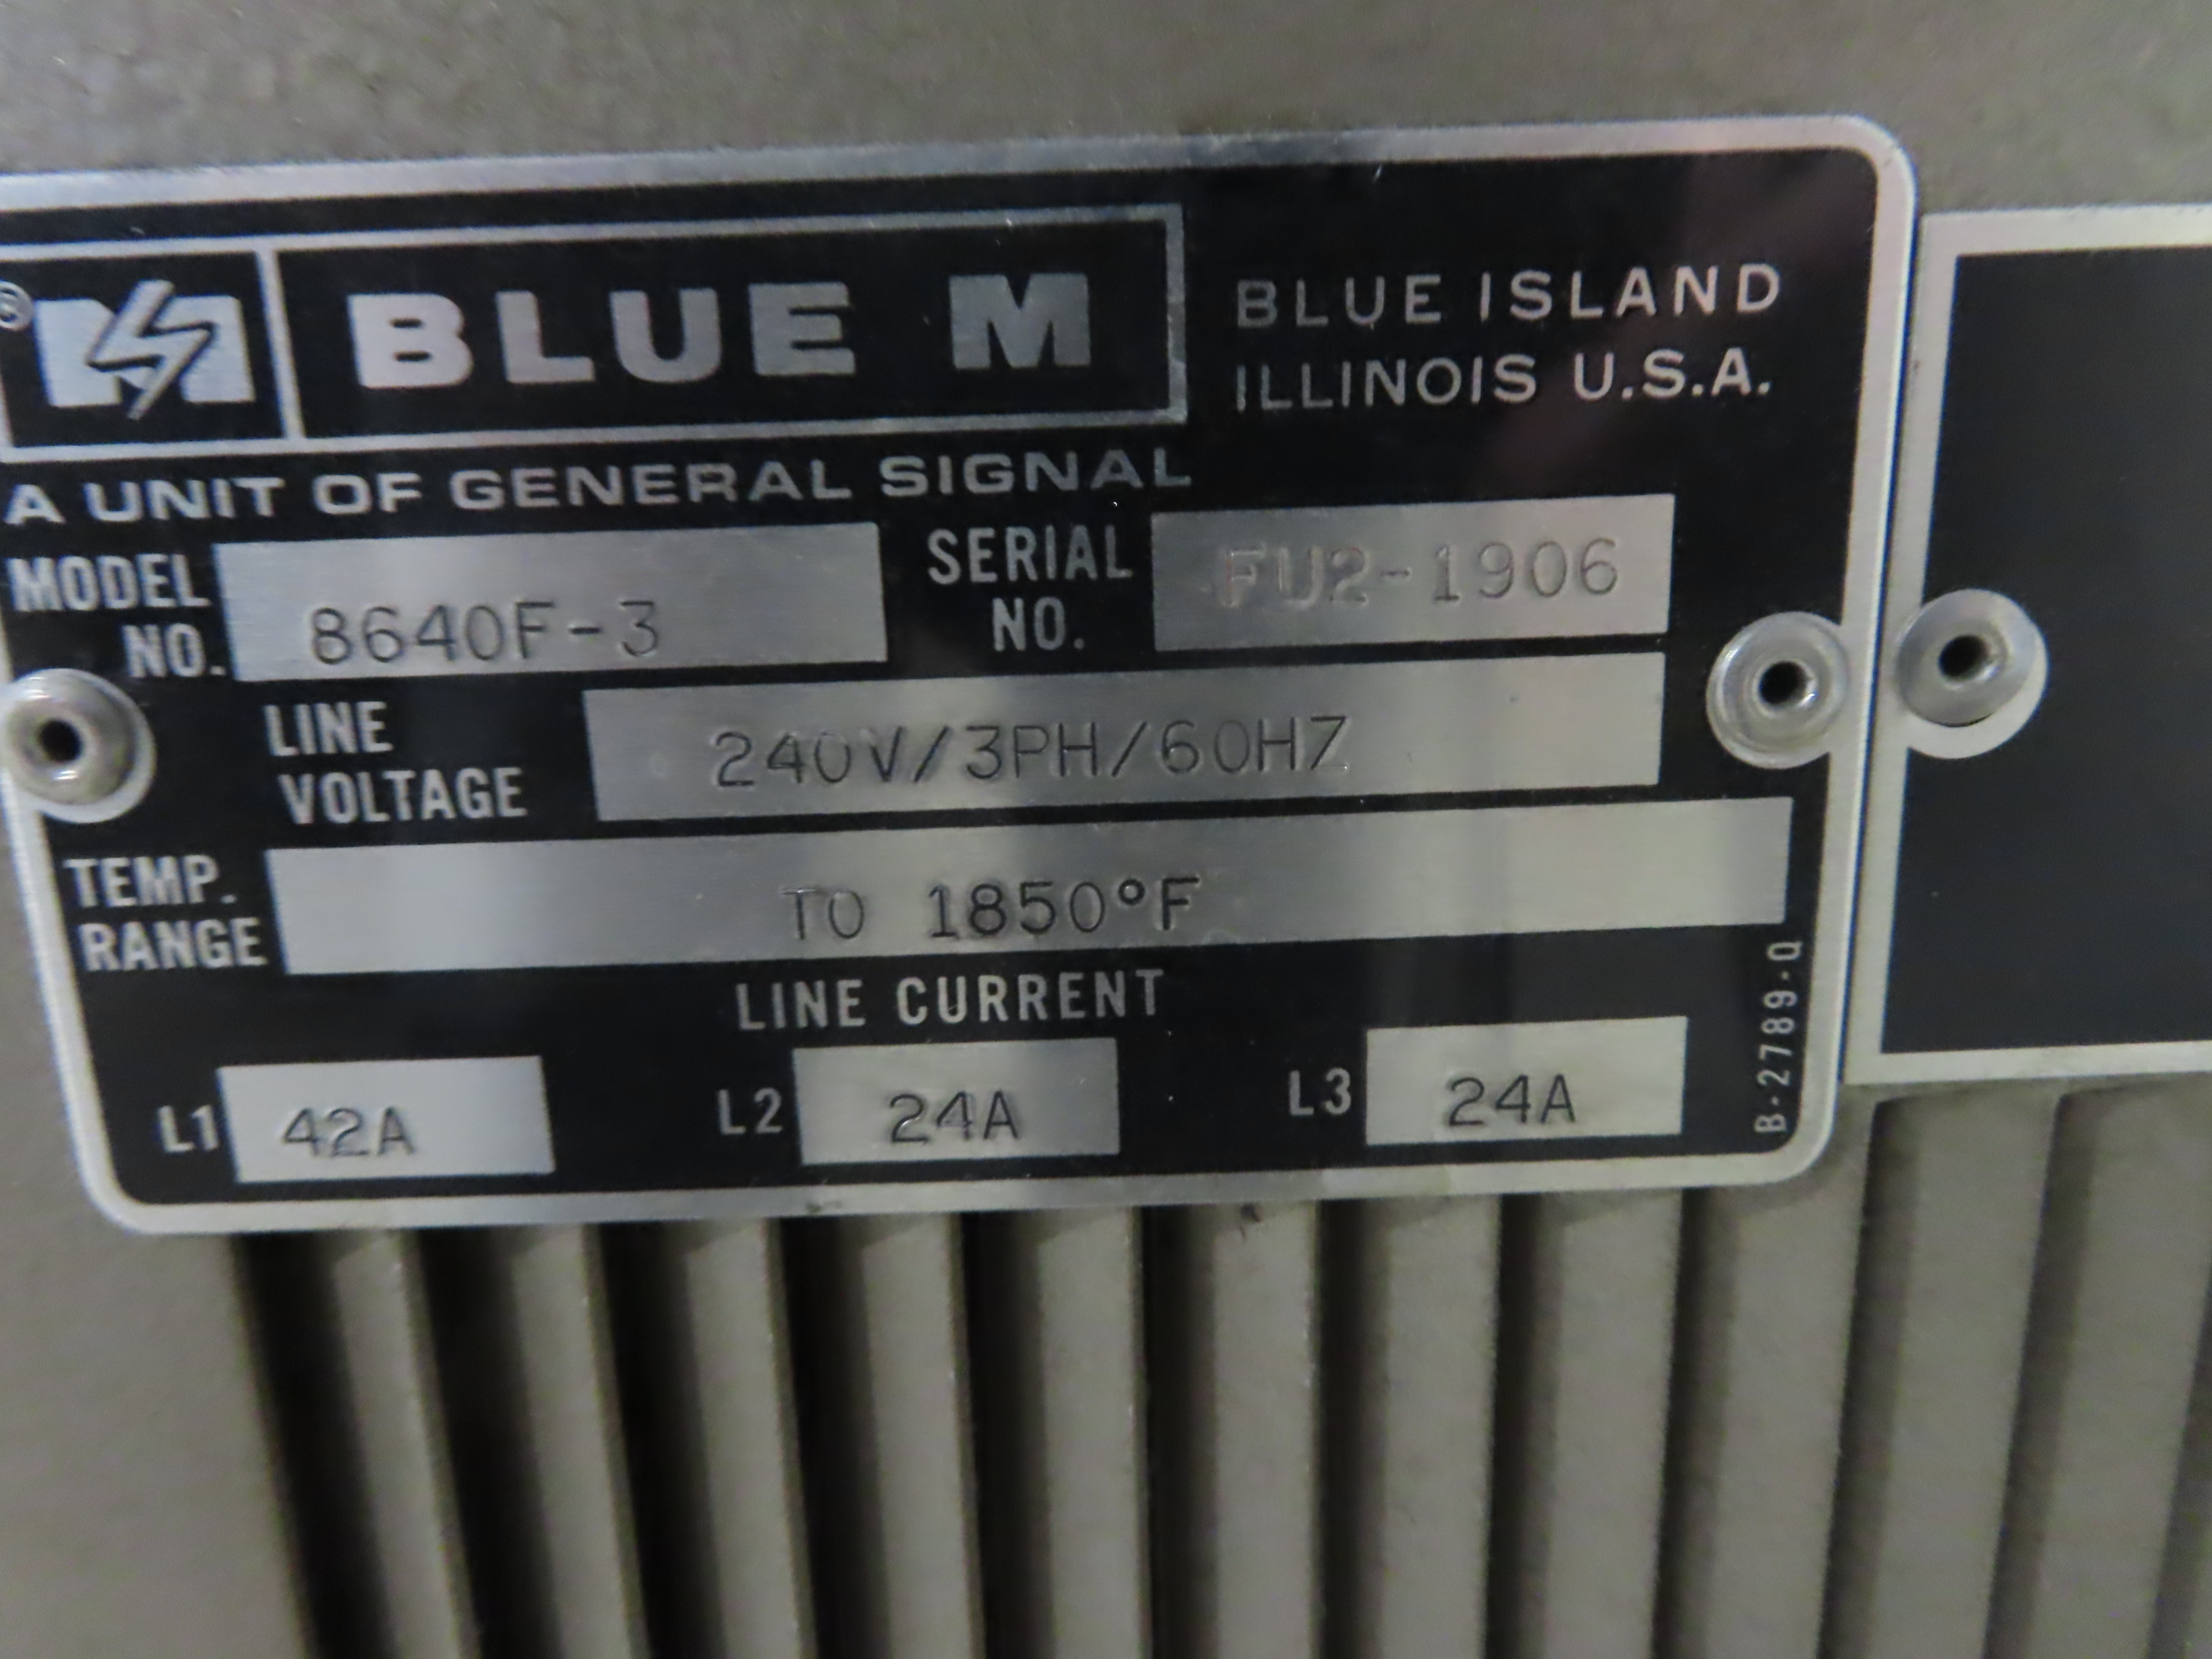 ® M BLUE M
BLUE ISLAND
ILLINOIS U.S.A.
A UNIT OF GENERAL SIGNAL
MODEL NO. 8640F-3
SERIAL NO. FU2-1906
LINE VOLTAGE 240V/3PH/60HZ
TEMP. RANGE TO 1850°F
LINE CURRENT
L1 42A L2 24A L3 24A
B-2789-Q